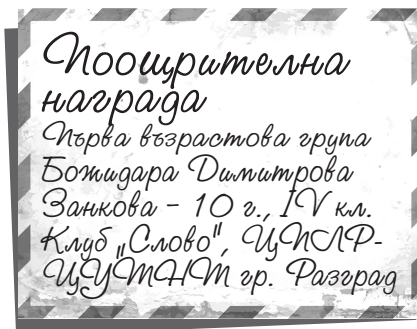 Поощрителна
награда
Първа възрастова група
Божидара Димитрова
Занкова - 10 г., IV кл.
Клуб „Слово", ЦПЛР-
ЦУТНТ гр. Разград